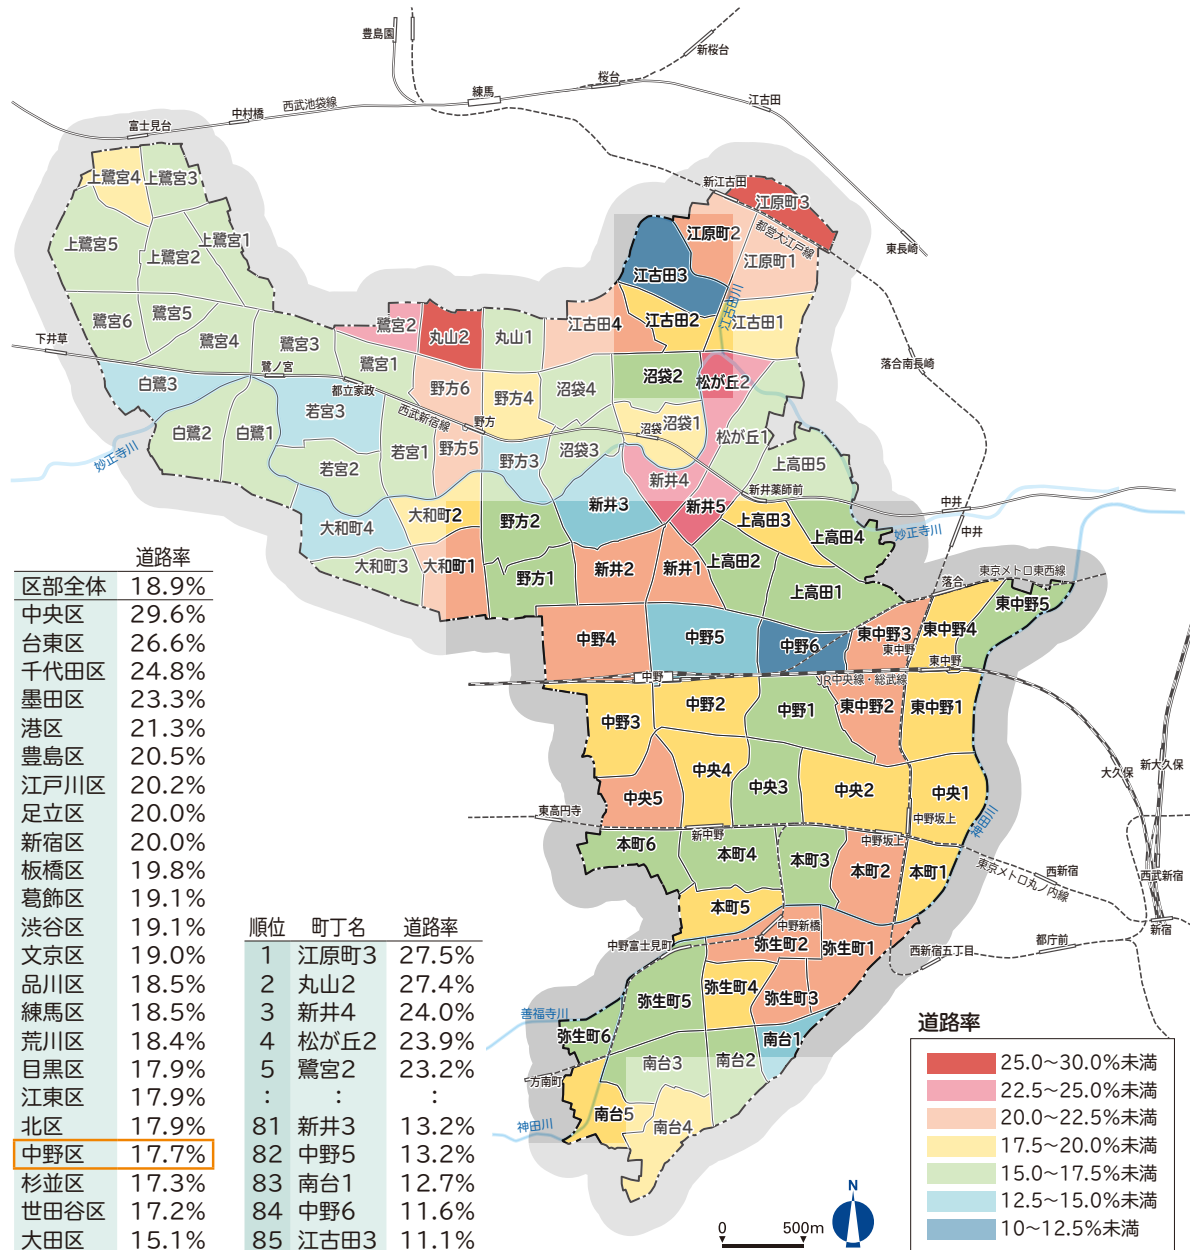 豊島園
新桜台
桜台
練馬
江古田
西武池袋線
中村橋
富士見台
新江古田
上鷺宮4
上鷺宮3
江原町3
江原町2
都営大江戸線
東長崎
上鷺宮5
上鷺宮1
上鷺宮2
江原町1
江古田3
江古田川
鷺宮6
鷺宮5
鷺宮2
江古田4
江古田2
江古田1
丸山2
丸山1
下井草
鷺宮4
鷺宮3
鷺宮1
落合南長崎
鷺ノ宮
白鷺3
都立家政
野方6
野方4
沼袋4
沼袋2
松が丘2
若宮3
西武新宿線
野方
沼袋
沼袋1
白鷺2
白鷺1
松が丘1
妙正寺川
若宮1
野方5
野方3
沼袋3
若宮2
上高田5
新井4
新井薬師前
中井
大和町4
大和町2
野方2
新井3
新井5
上高田3
上高田4
妙正寺川
中井
大和町3
大和町1
野方1
新井2
新井1
上高田2
上高田1
落合
東京メトロ東西線
東中野5
中野4
中野5
中野6
東中野3
東中野
東中野4
東中野
中野
JR中央線・総武線
中野3
中野2
中野1
東中野2
東中野1
中央5
中央4
中央3
中央2
中央1
大久保
新大久保
東高円寺
新中野
中野坂上
中野坂上
神田川
本町6
本町4
本町3
本町2
本町1
東京メトロ丸ノ内線
西新宿
西武新宿
本町5
中野新橋
新宿
中野富士見町
弥生町2
弥生町1
西新宿五丁目
都庁前
弥生町5
弥生町4
弥生町3
善福寺川
弥生町6
南台1
南台3
南台2
方南町
南台5
南台4
神田川
道路率
区部全体 18.9%
中央区 29.6%
台東区 26.6%
千代田区 24.8%
墨田区 23.3%
港区 21.3%
豊島区 20.5%
江戸川区 20.2%
足立区 20.0%
新宿区 20.0%
板橋区 19.8%
葛飾区 19.1%
渋谷区 19.1%
文京区 19.0%
品川区 18.5%
練馬区 18.5%
荒川区 18.4%
目黒区 17.9%
江東区 17.9%
北区 17.9%
中野区 17.7%
杉並区 17.3%
世田谷区 17.2%
大田区 15.1%
順位 町丁名 道路率
1 江原町3 27.5%
2 丸山2 27.4%
3 新井4 24.0%
4 松が丘2 23.9%
5 鷺宮2 23.2%
: : :
81 新井3 13.2%
82 中野5 13.2%
83 南台1 12.7%
84 中野6 11.6%
85 江古田3 11.1%
道路率
25.0〜30.0%未満
22.5〜25.0%未満
20.0〜22.5%未満
17.5〜20.0%未満
15.0〜17.5%未満
12.5〜15.0%未満
10〜12.5%未満
N
0 500m